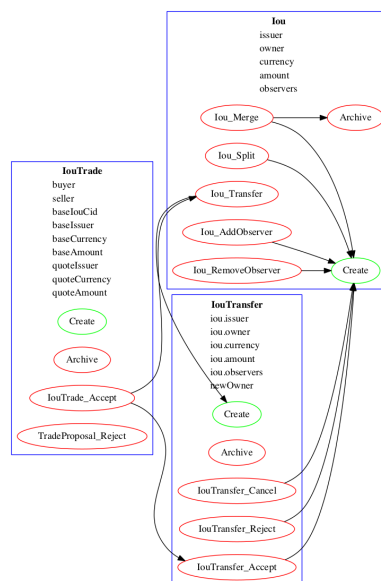 Iou
issuer
owner
currency
amount
observers
Iou_Merge
Archive
Iou_Split
Iou_Transfer
Iou_AddObserver
Iou_RemoveObserver
Create
IouTrade
buyer
seller
baseIouCid
baseIssuer
baseCurrency
baseAmount
quoteIssuer
quoteCurrency
quoteAmount
Create
Archive
IouTrade_Accept
TradeProposal_Reject
IouTransfer
iou.issuer
iou.owner
iou.currency
iou.amount
iou.observers
newOwner
Create
Archive
IouTransfer_Cancel
IouTransfer_Reject
IouTransfer_Accept